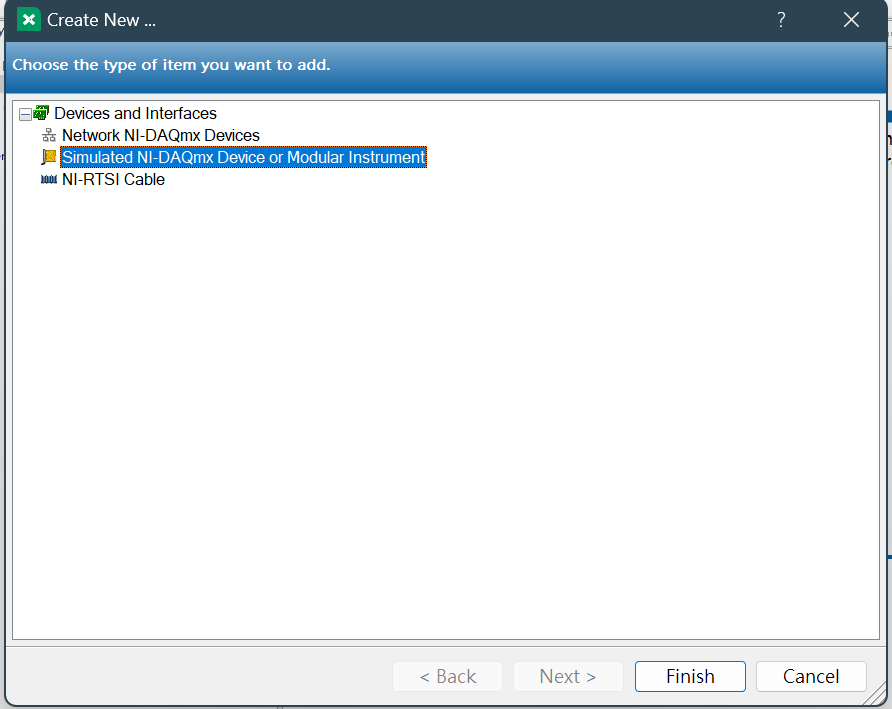 Create New ...
?
Choose the type of item you want to add.
Devices and Interfaces
Network NI-DAQmx Devices
Simulated NI-DAQmx Device or Modular Instrument
NI-RTSI Cable
< Back Next > Finish Cancel